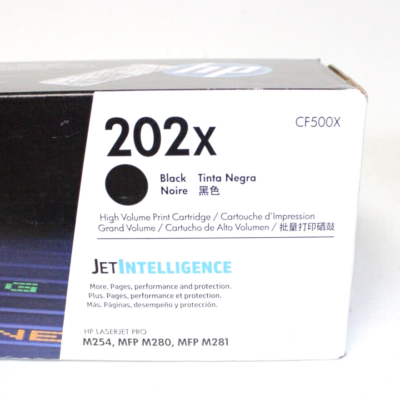 hp
CF500X
202x
Black Tinta Negra
Noire 黑色
High Volume Print Cartridge / Cartouche d'Impression
Grand Volume / Cartucho de Alto Volumen / 批量打印硒鼓
JETINTELLIGENCE
More. Pages, performance and protection.
Plus. Pages, performance et protection.
Más. Páginas, desempeño y protección.
HP LASERJET PRO
M254, MFP M280, MFP M281